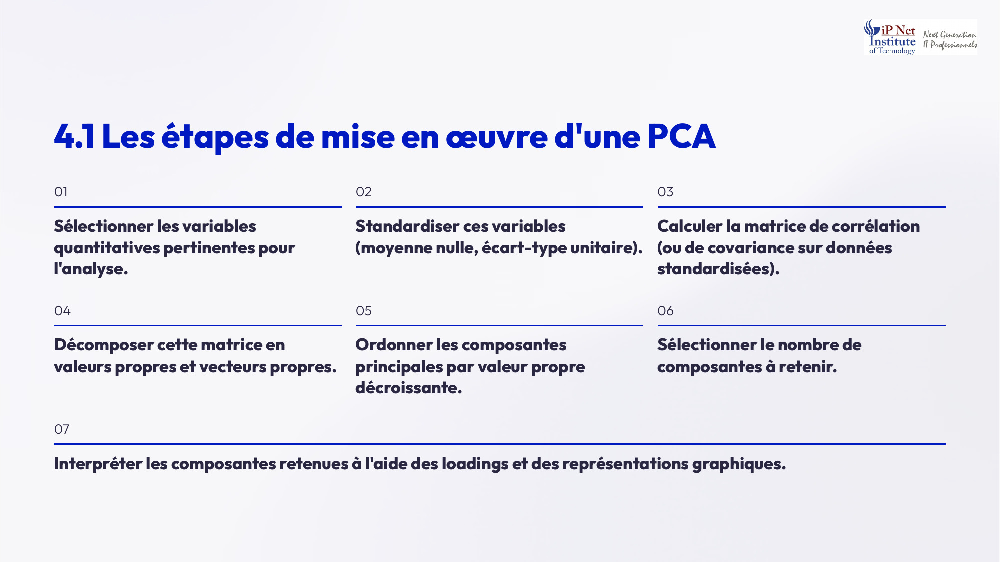 iP Net
Institute
of Technology
Next Generation
IT Professionnels
4.1 Les étapes de mise en œuvre d'une PCA
01
Sélectionner les variables
quantitatives pertinentes pour
l'analyse.
02
Standardiser ces variables
(moyenne nulle, écart-type unitaire).
03
Calculer la matrice de corrélation
(ou de covariance sur données
standardisées).
04
Décomposer cette matrice en
valeurs propres et vecteurs propres.
05
Ordonner les composantes
principales par valeur propre
décroissante.
06
Sélectionner le nombre de
composantes à retenir.
07
Interpréter les composantes retenues à l'aide des loadings et des représentations graphiques.